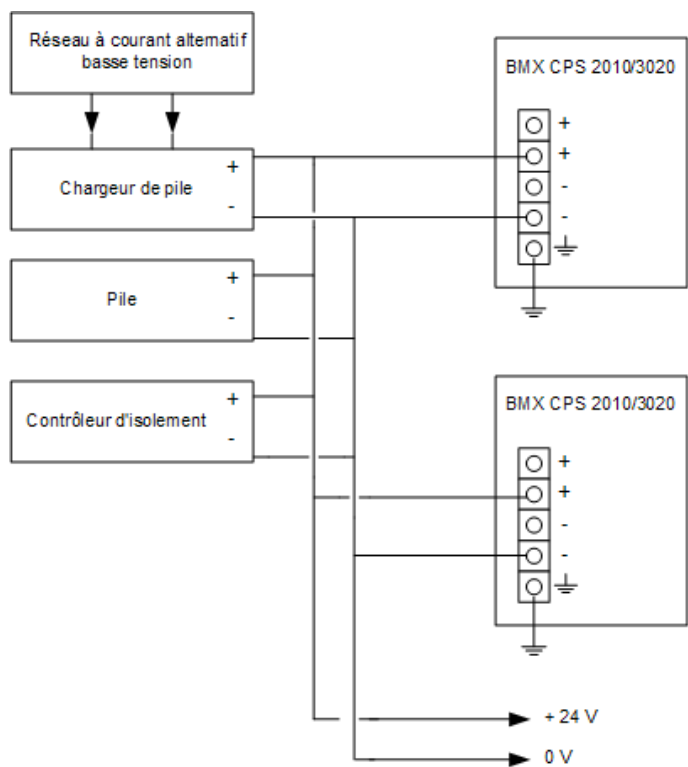 Réseau à courant alternatif
basse tension
BMX CPS 2010/3020
+
+
-
-
Chargeur de pile
+
-
Pile
+
-
Contrôleur d'isolement
+
-
BMX CPS 2010/3020
+
+
-
-
+ 24 V
0 V